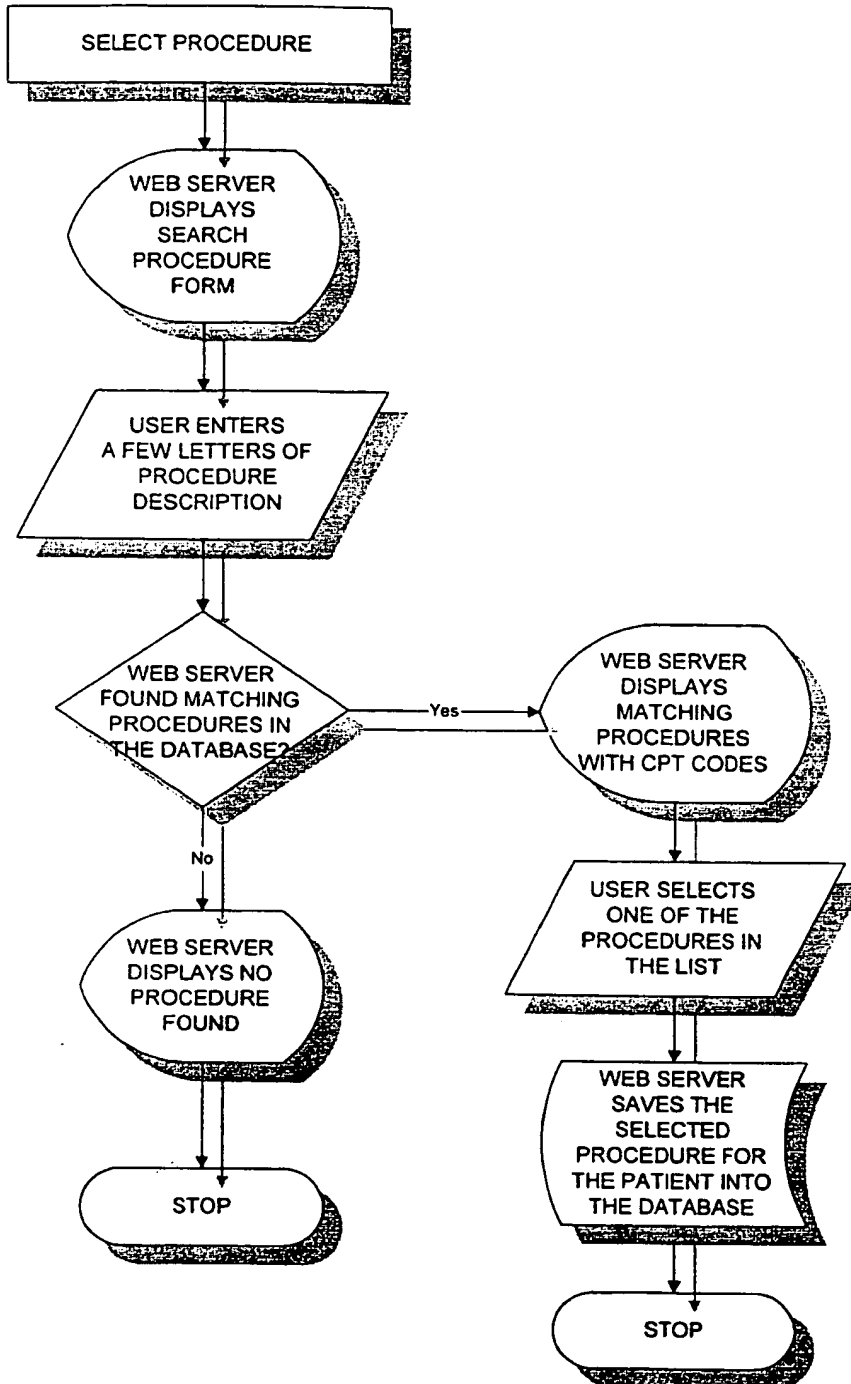 SELECT PROCEDURE
WEB SERVER
DISPLAYS
SEARCH
PROCEDURE
FORM
USER ENTERS
A FEW LETTERS OF
PROCEDURE
DESCRIPTION
WEB SERVER
FOUND MATCHING
PROCEDURES IN
THE DATABASE?
Yes
WEB SERVER
DISPLAYS
MATCHING
PROCEDURES
WITH CPT CODES
No
WEB SERVER
DISPLAYS NO
PROCEDURE
FOUND
STOP
USER SELECTS
ONE OF THE
PROCEDURES IN
THE LIST
WEB SERVER
SAVES THE
SELECTED
PROCEDURE FOR
THE PATIENT INTO
THE DATABASE
STOP